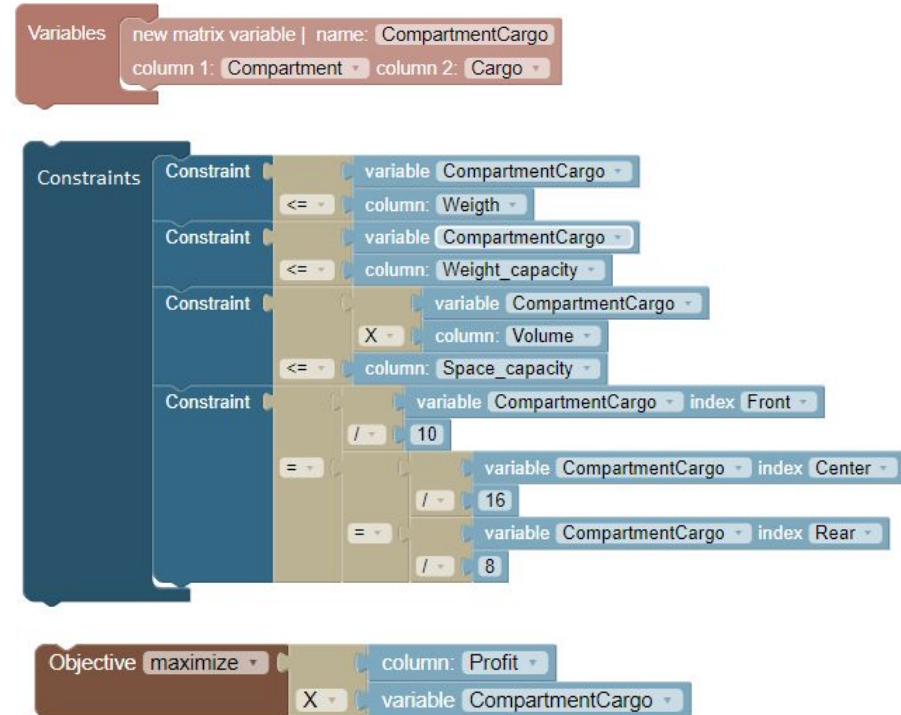 Variables new matrix variable | name: CompartmentCargo
column 1: Compartment column 2: Cargo
Constraints
Constraint variable CompartmentCargo
<= column: Weigth
Constraint variable CompartmentCargo
<= column: Weight_capacity
Constraint variable CompartmentCargo
X column: Volume
<= column: Space_capacity
Constraint variable CompartmentCargo index Front
/ 10
= variable CompartmentCargo index Center
/ 16
= variable CompartmentCargo index Rear
/ 8
Objective maximize column: Profit
X variable CompartmentCargo